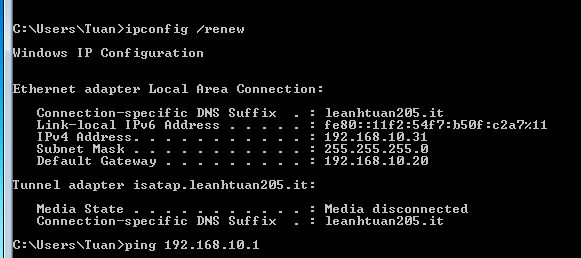 C:\Users\Tuan>ipconfig /renew
Windows IP Configuration
Ethernet adapter Local Area Connection:
Connection-specific DNS Suffix . : leanhtuan205.it
Link-local IPv6 Address . . . . . : fe80::11f2:54f7:b50f:c2a7%11
IPv4 Address. . . . . . . . . . . : 192.168.10.31
Subnet Mask . . . . . . . . . . . : 255.255.255.0
Default Gateway . . . . . . . . . : 192.168.10.20
Tunnel adapter isatap.leanhtuan205.it:
Media State . . . . . . . . . . . : Media disconnected
Connection-specific DNS Suffix . : leanhtuan205.it
C:\Users\Tuan>ping 192.168.10.1